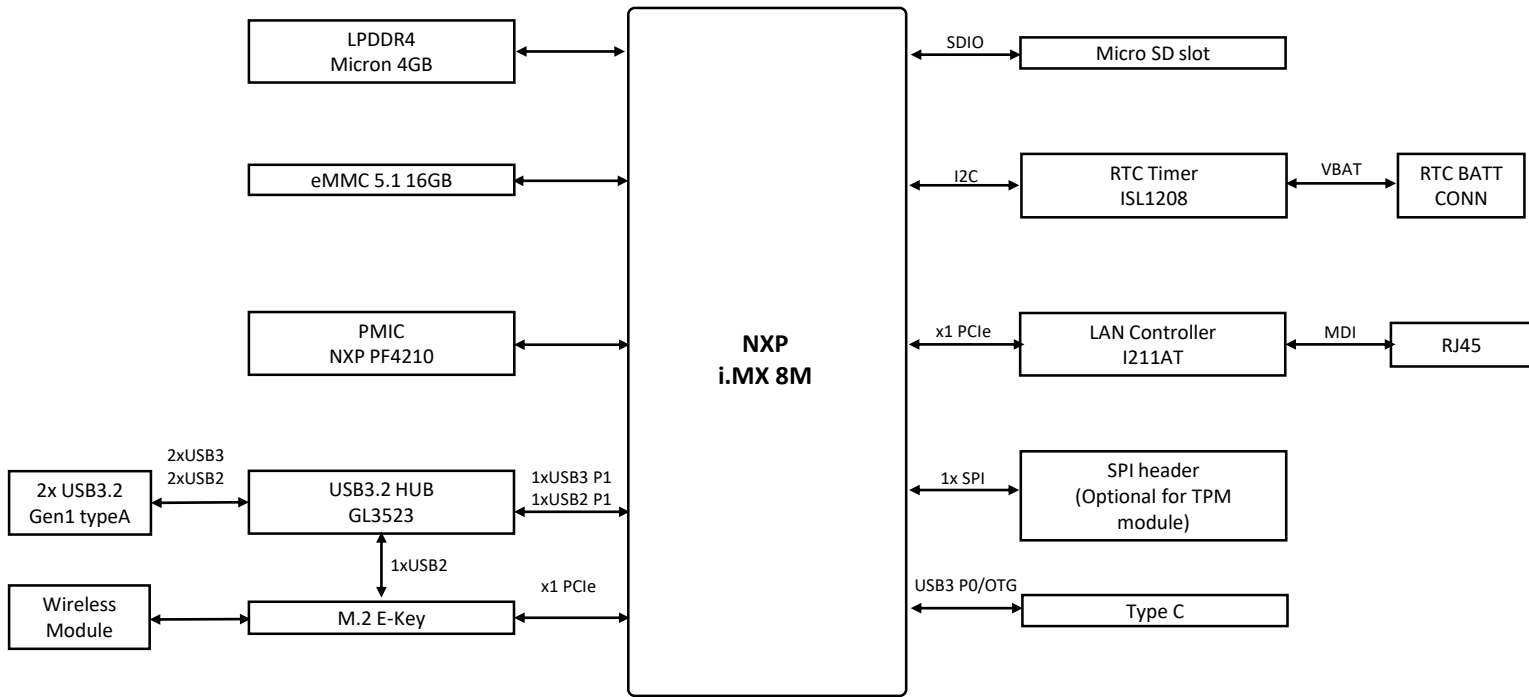 LPDDR4
Micron 4GB
eMMC 5.1 16GB
PMIC
NXP PF4210
2xUSB3
2xUSB2
2x USB3.2
Gen1 typeA
USB3.2 HUB
GL3523
1xUSB3 P1
1xUSB2 P1
1xUSB2
x1 PCIe
Wireless
Module
M.2 E-Key
NXP
i.MX 8M
SDIO
Micro SD slot
I2C
RTC Timer
ISL1208
VBAT
RTC BATT
CONN
x1 PCIe
LAN Controller
I211AT
MDI
RJ45
1x SPI
SPI header
(Optional for TPM
module)
USB3 P0/OTG
Type C